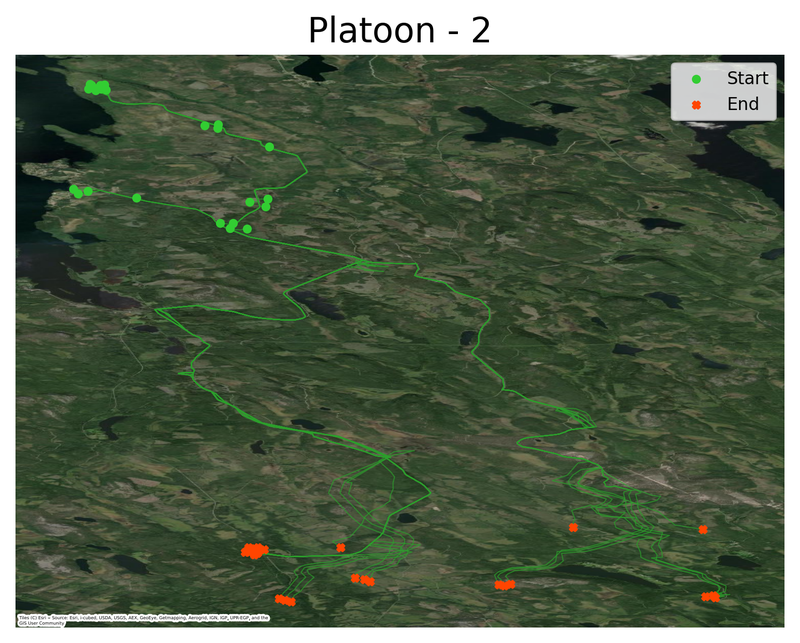 Platoon - 2
Start
End
Tiles (C) Esri -- Source: Esri, i-cubed, USDA, USGS, AEX, GeoEye, Getmapping, Aerogrid, IGN, IGP, UPR-EGP, and the
GIS User Community